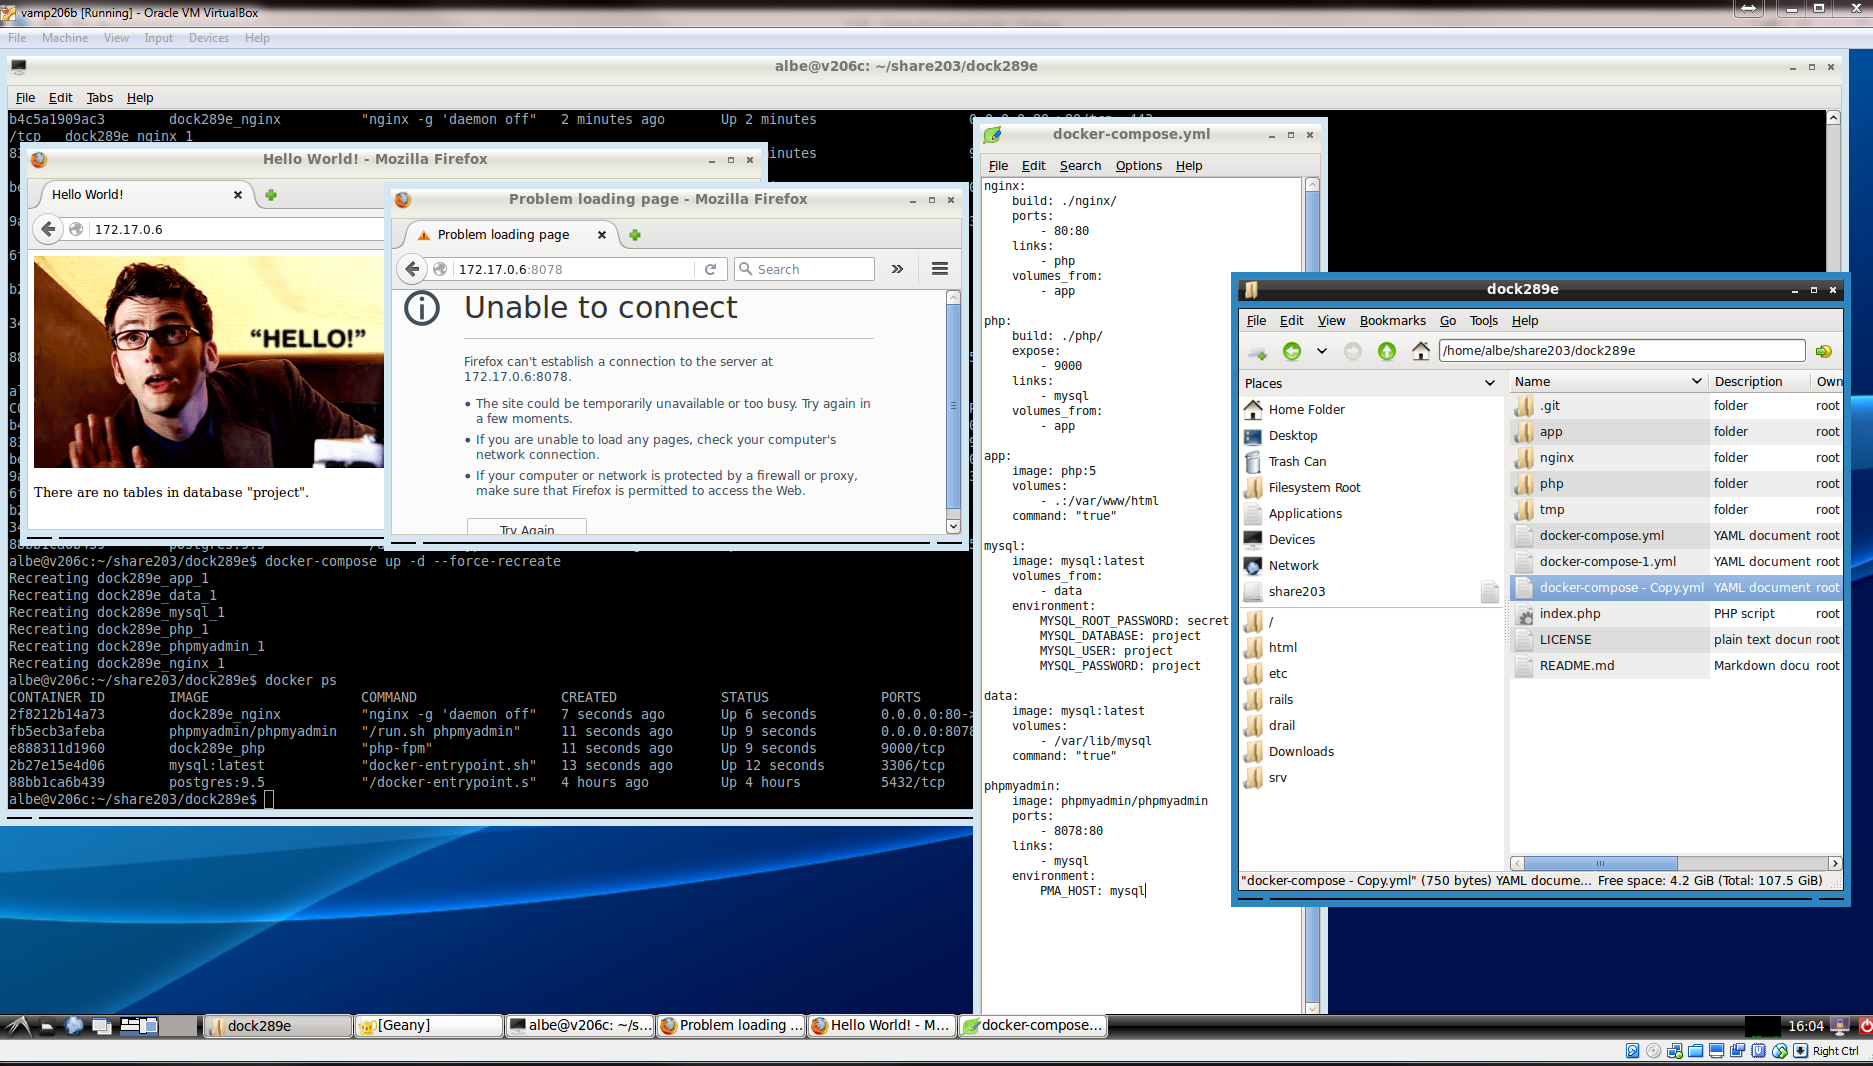 vamp206b [Running] - Oracle VM VirtualBox
File Machine View Input Devices Help
albe@v206c: ~/share203/dock289e
File Edit Tabs Help
b4c5a1909ac3 dock289e_nginx "nginx -g 'daemon off" 2 minutes ago Up 2 minutes
/tcp dock289e_nginx_1
Hello World! - Mozilla Firefox
Hello World!
172.17.0.6
"HELLO!"
There are no tables in database "project".
Problem loading page - Mozilla Firefox
Problem loading page
172.17.0.6:8078
Search
Unable to connect
Firefox can't establish a connection to the server at
172.17.0.6:8078.
• The site could be temporarily unavailable or too busy. Try again in
a few moments.
• If you are unable to load any pages, check your computer's
network connection.
• If your computer or network is protected by a firewall or proxy,
make sure that Firefox is permitted to access the Web.
Try Again
albe@v206c:~/share203/dock289e$ docker-compose up -d --force-recreate
Recreating dock289e_app_1
Recreating dock289e_data_1
Recreating dock289e_mysql_1
Recreating dock289e_php_1
Recreating dock289e_phpmyadmin_1
Recreating dock289e_nginx_1
albe@v206c:~/share203/dock289e$ docker ps
CONTAINER ID IMAGE COMMAND CREATED STATUS PORTS
2f8212b14a73 dock289e_nginx "nginx -g 'daemon off" 7 seconds ago Up 6 seconds 0.0.0.0:80->
fb5ecb3afeba phpmyadmin/phpmyadmin "/run.sh phpmyadmin" 11 seconds ago Up 9 seconds 0.0.0.0:8078
e888311d1960 dock289e_php "php-fpm" 11 seconds ago Up 9 seconds 9000/tcp
2b27e15e4d06 mysql:latest "docker-entrypoint.sh" 13 seconds ago Up 12 seconds 3306/tcp
88bb1ca6b439 postgres:9.5 "/docker-entrypoint.s" 4 hours ago Up 4 hours 5432/tcp
albe@v206c:~/share203/dock289e$
docker-compose.yml
File Edit Search Options Help
nginx:
build: ./nginx/
ports:
- 80:80
links:
- php
volumes_from:
- app
php:
build: ./php/
expose:
- 9000
links:
- mysql
volumes_from:
- app
app:
image: php:5
volumes:
- .:/var/www/html
command: "true"
mysql:
image: mysql:latest
volumes_from:
- data
environment:
MYSQL_ROOT_PASSWORD: secret
MYSQL_DATABASE: project
MYSQL_USER: project
MYSQL_PASSWORD: project
data:
image: mysql:latest
volumes:
- /var/lib/mysql
command: "true"
phpmyadmin:
image: phpmyadmin/phpmyadmin
ports:
- 8078:80
links:
- mysql
environment:
PMA_HOST: mysql
dock289e
File Edit View Bookmarks Go Tools Help
/home/albe/share203/dock289e
Places
Home Folder
Desktop
Trash Can
Filesystem Root
Applications
Devices
Network
share203
/
html
etc
rails
drail
Downloads
srv
Name Description Own
.git folder root
app folder root
nginx folder root
php folder root
tmp folder root
docker-compose.yml YAML document root
docker-compose-1.yml YAML document root
docker-compose - Copy.yml YAML document root
index.php PHP script root
LICENSE plain text docun root
README.md Markdown docu root
"docker-compose - Copy.yml" (750 bytes) YAML docume... Free space: 4.2 GiB (Total: 107.5 GiB)
dock289e
[Geany]
albe@v206c: ~/s...
Problem loading ...
Hello World! - M...
docker-compose...
16:04
Right Ctrl